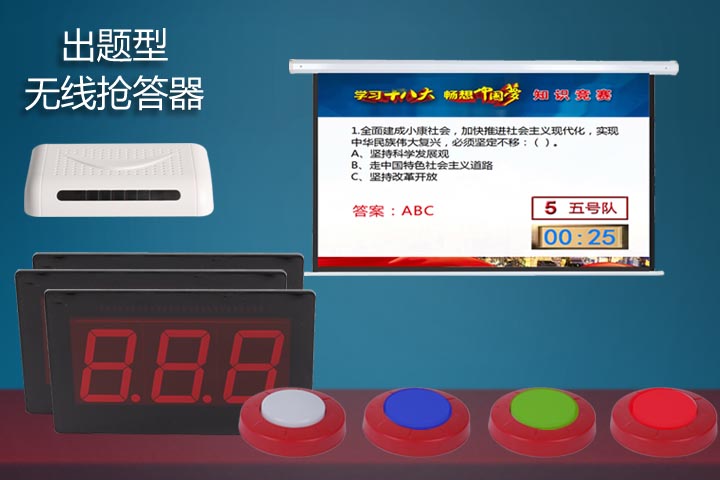 出题型
无线抢答器
学习十八大 畅想中国梦 知识竞赛
1.全面建成小康社会，加快推进社会主义现代化，实现
中华民族伟大复兴，必须坚定不移：（ ）。
A、坚持科学发展观
B、走中国特色社会主义道路
C、坚持改革开放
答案：ABC
5 五号队
00:25
8.8.8